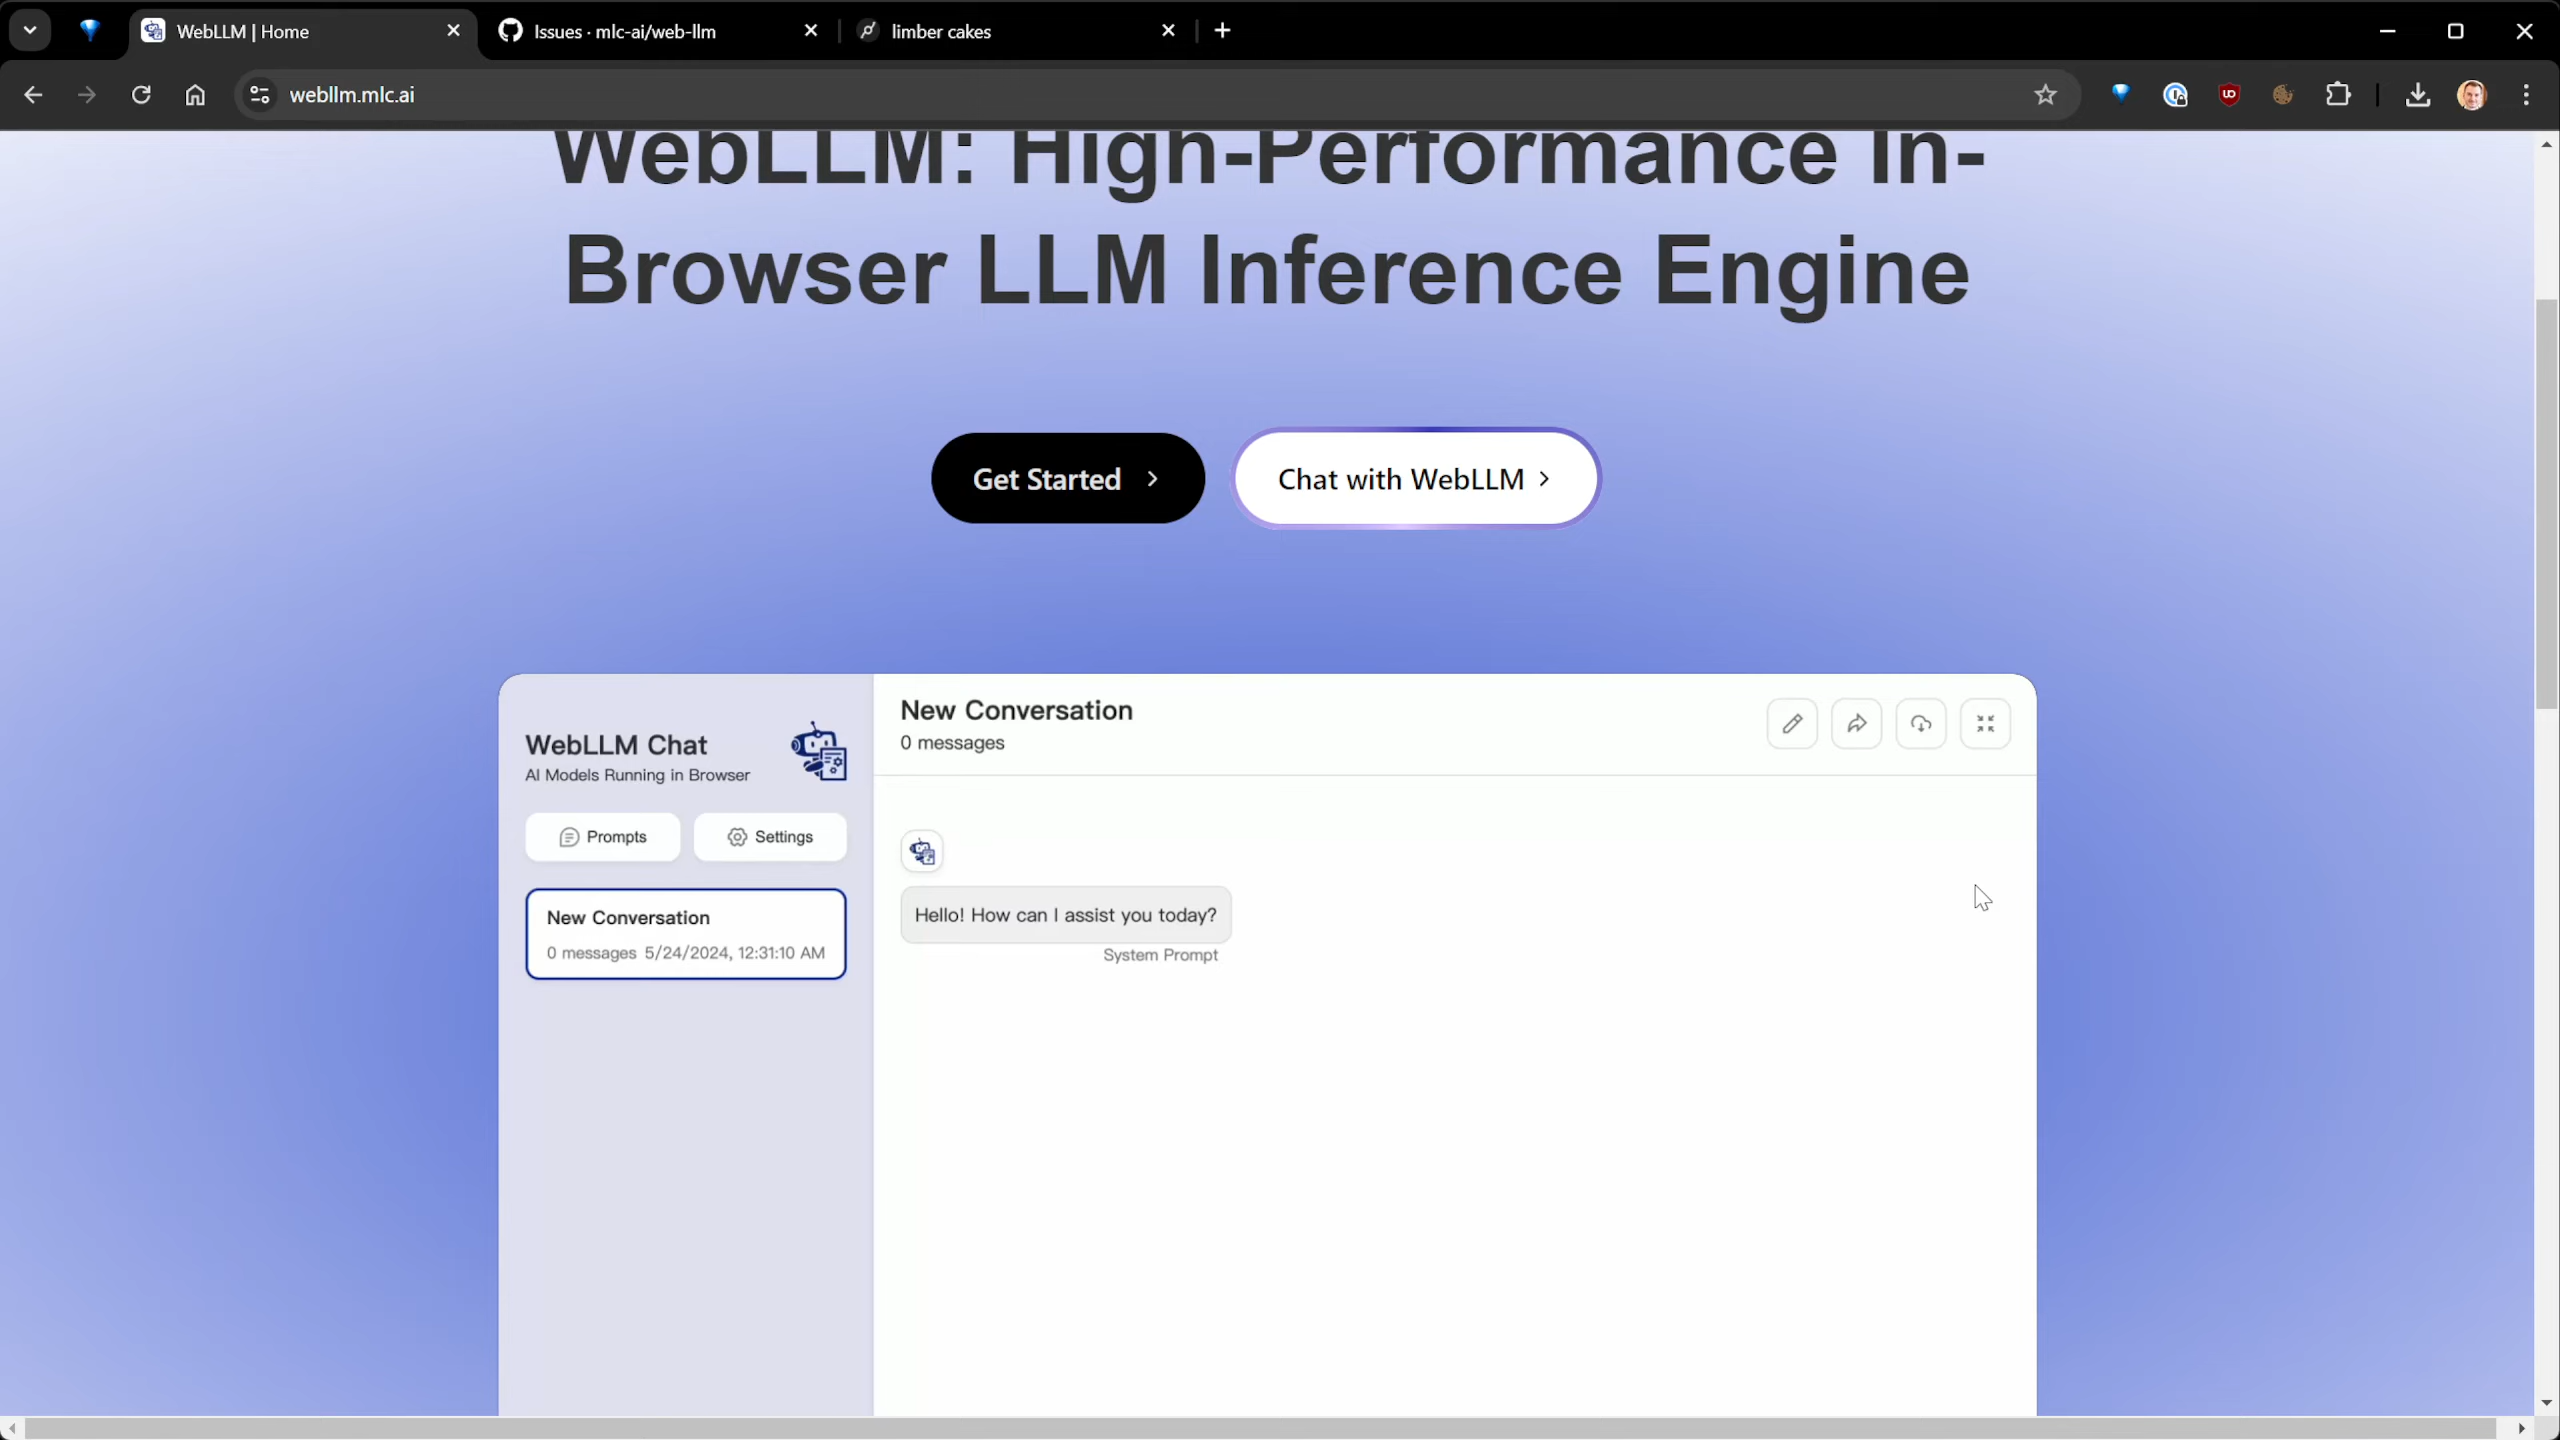 WebLLM | Home
Issues · mlc-ai/web-llm
limber cakes
webllm.mlc.ai
WebLLM: High-Performance In-
Browser LLM Inference Engine
Get Started
Chat with WebLLM
WebLLM Chat
AI Models Running in Browser
Prompts
Settings
New Conversation
0 messages 5/24/2024, 12:31:10 AM
New Conversation
0 messages
Hello! How can I assist you today?
System Prompt